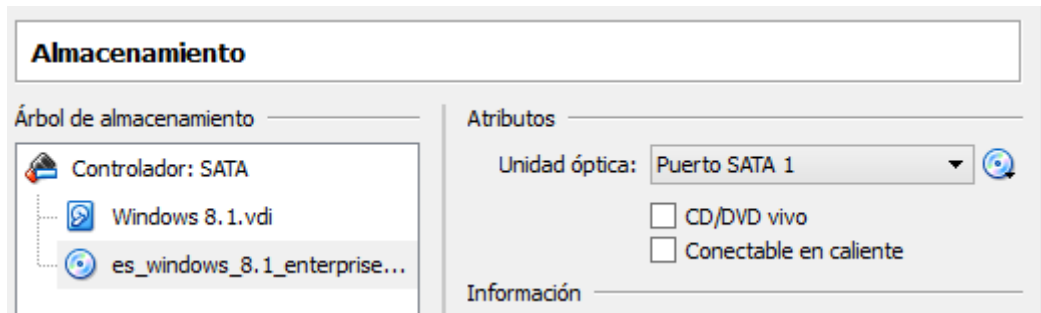 Almacenamiento
Árbol de almacenamiento
Controlador: SATA
Windows 8.1.vdi
es_windows_8.1_enterprise...
Atributos
Unidad óptica: Puerto SATA 1
CD/DVD vivo
Conectable en caliente
Información